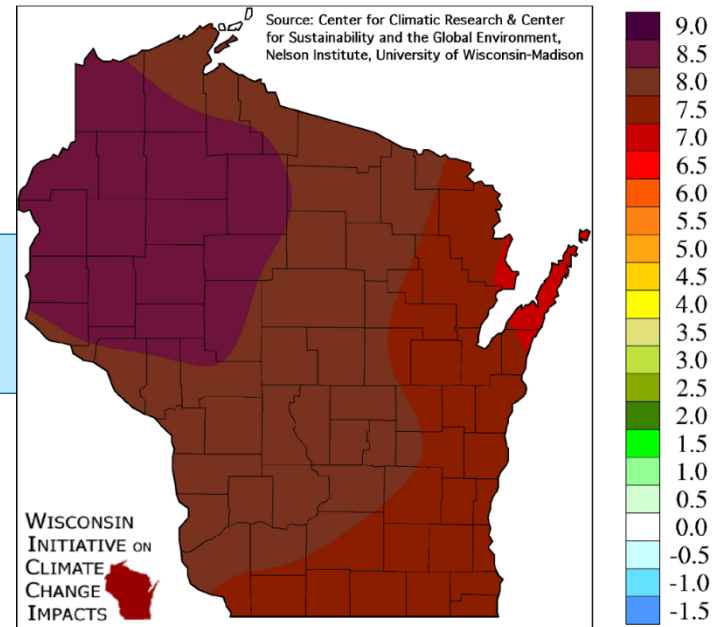 Source: Center for Climatic Research & Center
for Sustainability and the Global Environment,
Nelson Institute, University of Wisconsin-Madison
9.0
8.5
8.0
7.5
7.0
6.5
6.0
5.5
5.0
4.5
4.0
3.5
3.0
2.5
2.0
1.5
1.0
0.5
0.0
-0.5
-1.0
-1.5
WISCONSIN
INITIATIVE ON
CLIMATE
CHANGE
IMPACTS